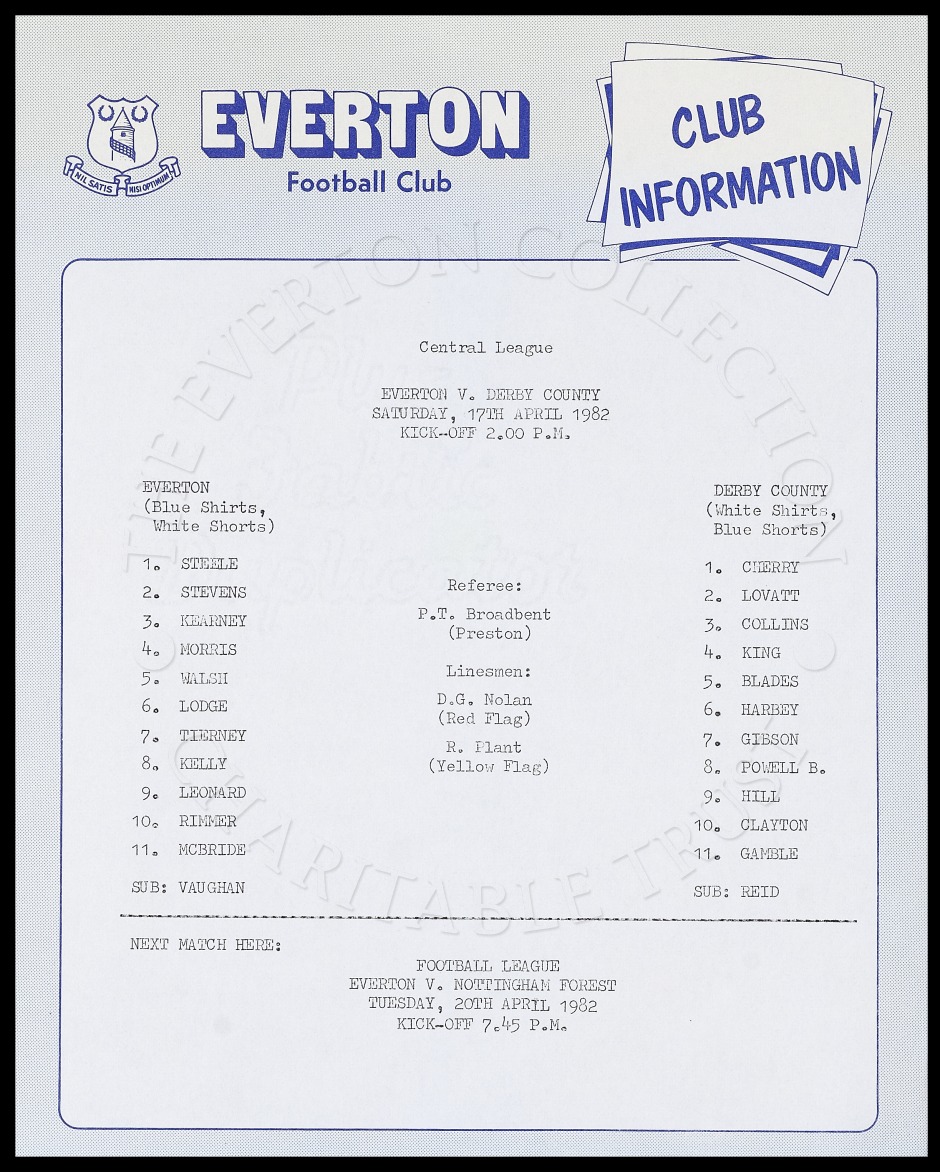 EVERTON
Football Club
NIL SATIS NISI OPTIMUM
CLUB
INFORMATION
THE EVERTON COLLECTION
CHARITABLE TRUST
Central League
EVERTON V. DERBY COUNTY
SATURDAY, 17TH APRIL 1982
KICK-OFF 2.00 P.M.
EVERTON
(Blue Shirts,
White Shorts)
1. STEELE
2. STEVENS
3. KEARNEY
4. MORRIS
5. WALSH
6. LODGE
7. TIERNEY
8. KELLY
9. LEONARD
10. RIMMER
11. MCBRIDE
SUB: VAUGHAN
Referee:
P.T. Broadbent
(Preston)
Linesmen:
D.G. Nolan
(Red Flag)
R. Plant
(Yellow Flag)
DERBY COUNTY
(White Shirts,
Blue Shorts)
1. CHERRY
2. LOVATT
3. COLLINS
4. KING
5. BLADES
6. HARBEY
7. GIBSON
8. POWELL B.
9. HILL
10. CLAYTON
11. GAMBLE
SUB: REID
NEXT MATCH HERE:
FOOTBALL LEAGUE
EVERTON V. NOTTINGHAM FOREST
TUESDAY, 20TH APRIL 1982
KICK-OFF 7.45 P.M.